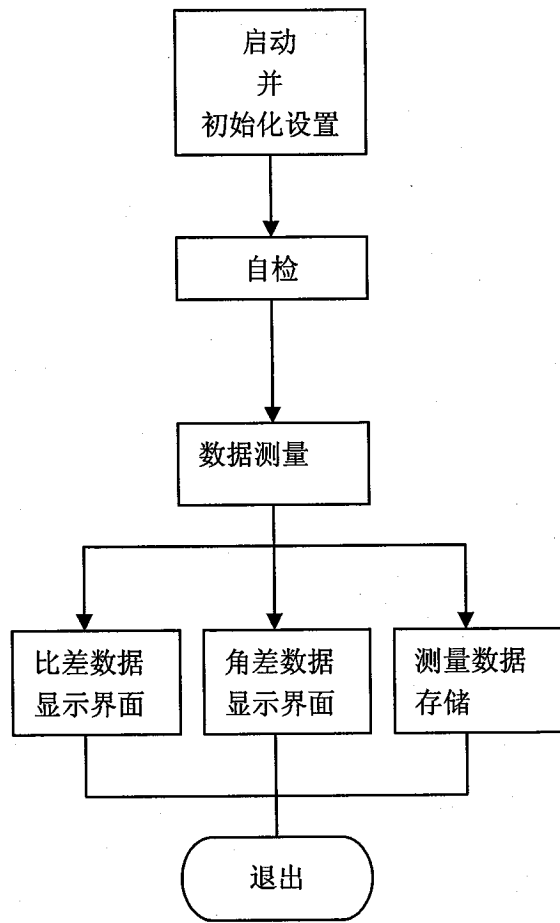 启动
并
初始化设置
自检
数据测量
比差数据
显示界面
角差数据
显示界面
测量数据
存储
退出